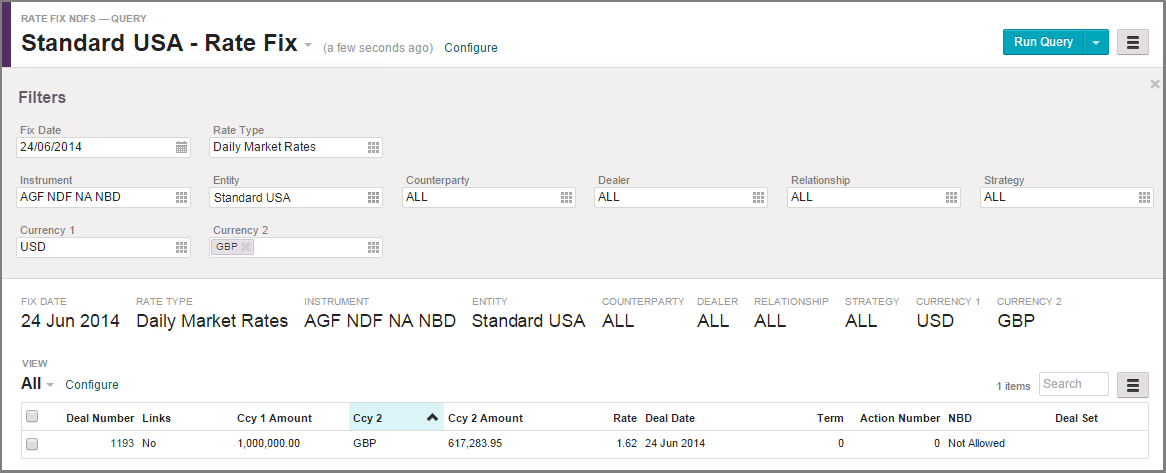 RATE FIX NDFS — QUERY
Standard USA - Rate Fix (a few seconds ago) Configure
Run Query
Filters
Fix Date Rate Type
24/06/2014 Daily Market Rates
Instrument Entity Counterparty Dealer Relationship Strategy
AGF NDF NA NBD Standard USA ALL ALL ALL ALL
Currency 1 Currency 2
USD GBP
FIX DATE RATE TYPE INSTRUMENT ENTITY COUNTERPARTY DEALER RELATIONSHIP STRATEGY CURRENCY 1 CURRENCY 2
24 Jun 2014 Daily Market Rates AGF NDF NA NBD Standard USA ALL ALL ALL ALL USD GBP
VIEW
All Configure 1 items Search
Deal Number Links Ccy 1 Amount Ccy 2 Ccy 2 Amount Rate Deal Date Term Action Number NBD Deal Set
1193 No 1,000,000.00 GBP 617,283.95 1.62 24 Jun 2014 0 0 Not Allowed